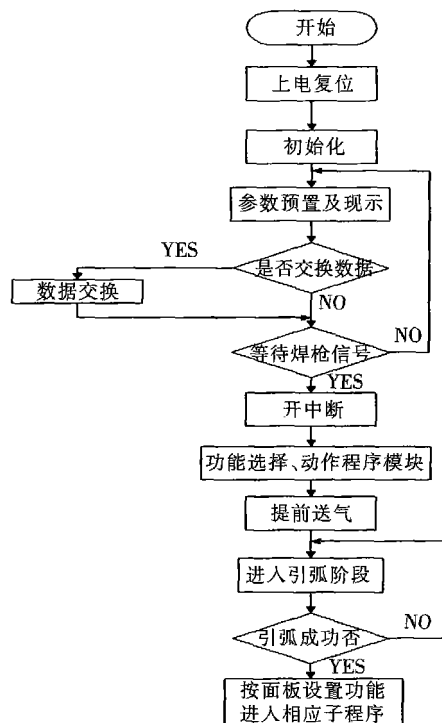 开始
上电复位
初始化
参数预置及现示
YES
是否交换数据
数据交换
NO
等待焊枪信号
NO
YES
开中断
功能选择、动作程序模块
提前送气
进入引弧阶段
NO
引弧成功否
YES
按面板设置功能
进入相应子程序